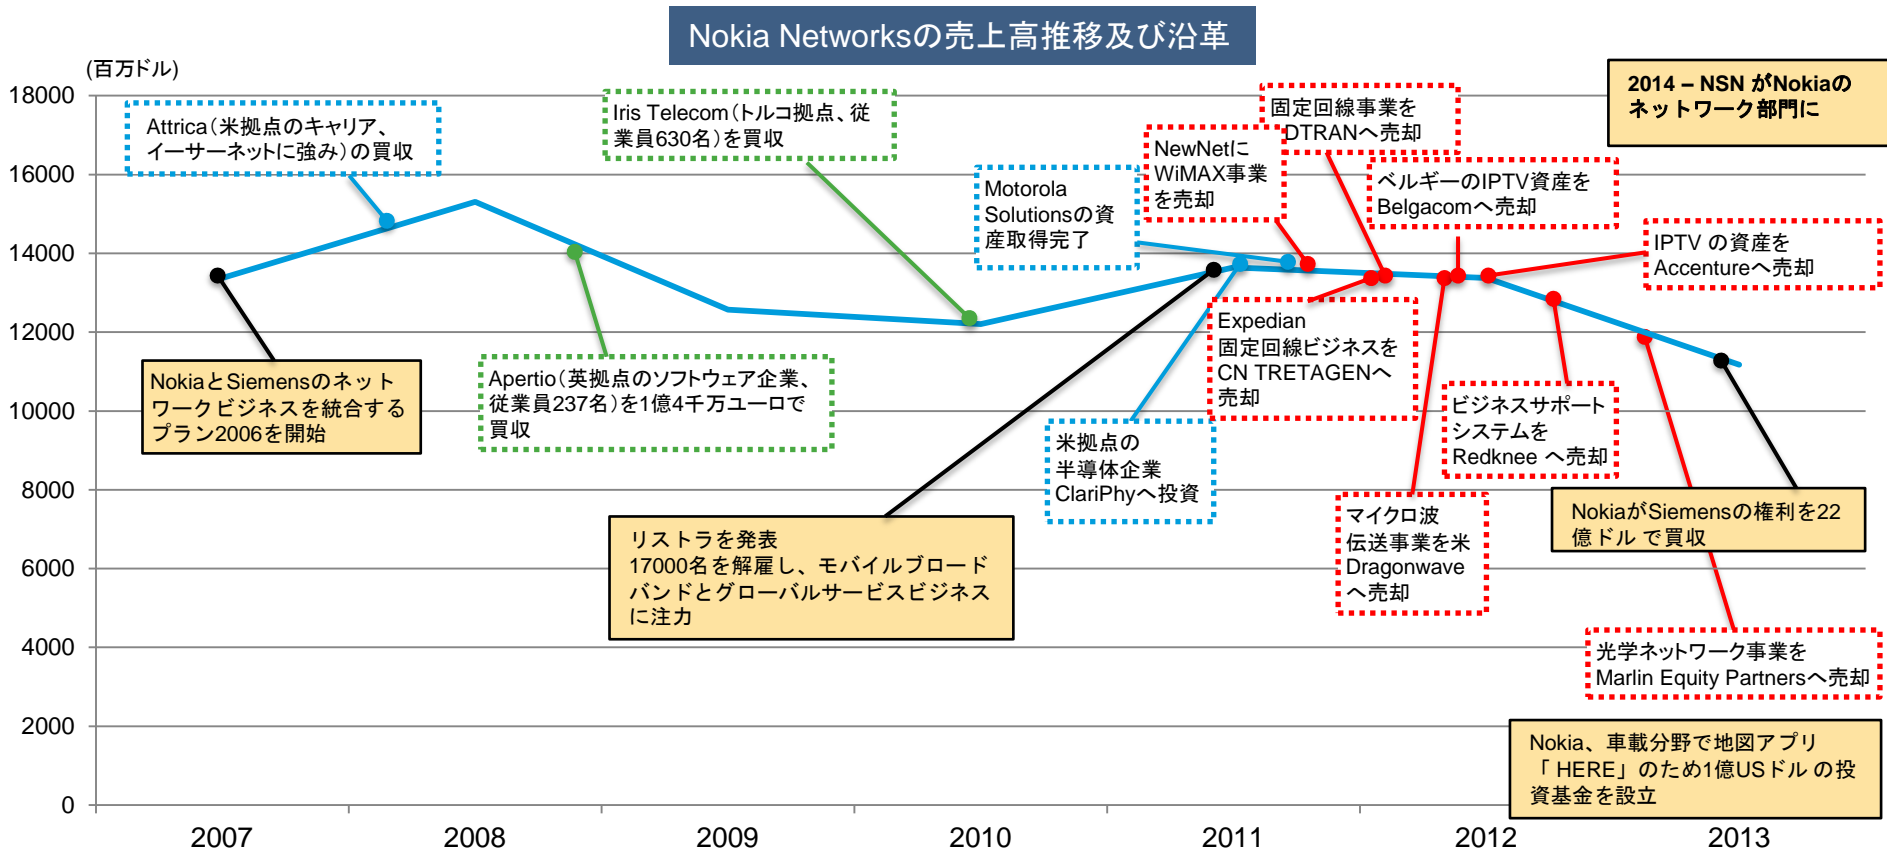 Nokia Networksの売上高推移及び沿革
(百万ドル)
18000
16000
14000
12000
10000
8000
6000
4000
2000
0
2007
2008
2009
2010
2011
2012
2013
Attrica（米拠点のキャリア、
イーサーネットに強み）の買収
Iris Telecom（トルコ拠点、従
業員630名）を買収
固定回線事業を
DTRANへ売却
2014 – NSN がNokiaの
ネットワーク部門に
NewNetに
WiMAX事業
を売却
Motorola
Solutionsの資
産取得完了
ベルギーのIPTV資産を
Belgacomへ売却
IPTV の資産を
Accentureへ売却
NokiaとSiemensのネット
ワークビジネスを統合する
プラン2006を開始
Apertio（英拠点のソフトウェア企業、
従業員237名）を1億4千万ユーロで
買収
Expedian
固定回線ビジネスを
CN TRETAGENへ
売却
米拠点の
半導体企業
ClariPhyへ投資
ビジネスサポート
システムを
Redknee へ売却
リストラを発表
17000名を解雇し、モバイルブロード
バンドとグローバルサービスビジネス
に注力
マイクロ波
伝送事業を米
Dragonwave
へ売却
NokiaがSiemensの権利を22
億ドル で買収
光学ネットワーク事業を
Marlin Equity Partnersへ売却
Nokia、車載分野で地図アプリ
「 HERE」のため1億USドル の投
資基金を設立